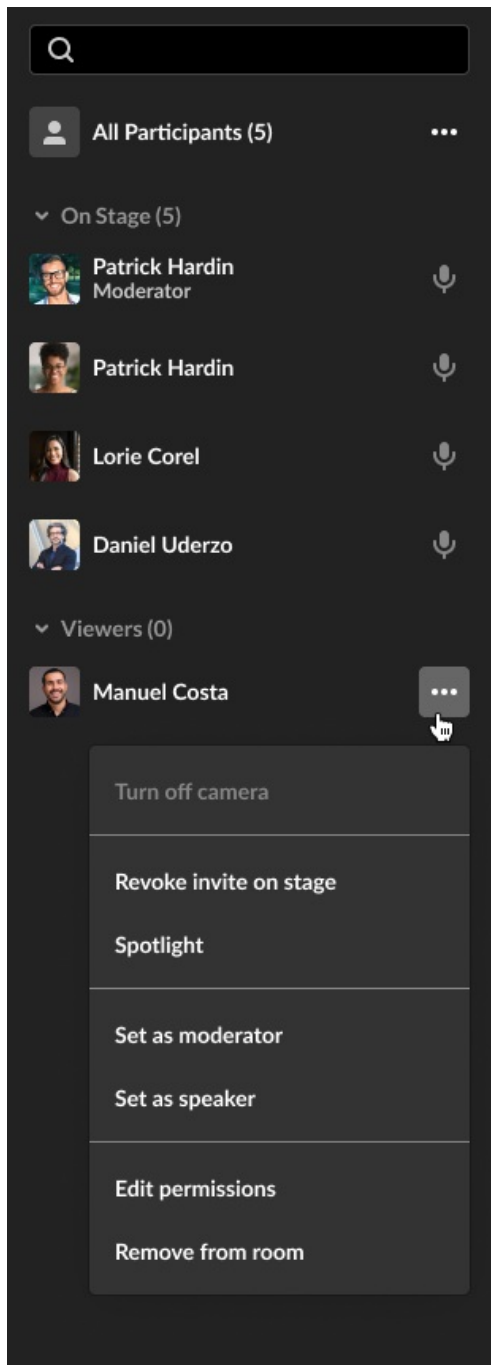 All Participants (5)
On Stage (5)
Patrick Hardin
Moderator
Patrick Hardin
Lorie Corel
Daniel Uderzo
Viewers (0)
Manuel Costa
Turn off camera
Revoke invite on stage
Spotlight
Set as moderator
Set as speaker
Edit permissions
Remove from room